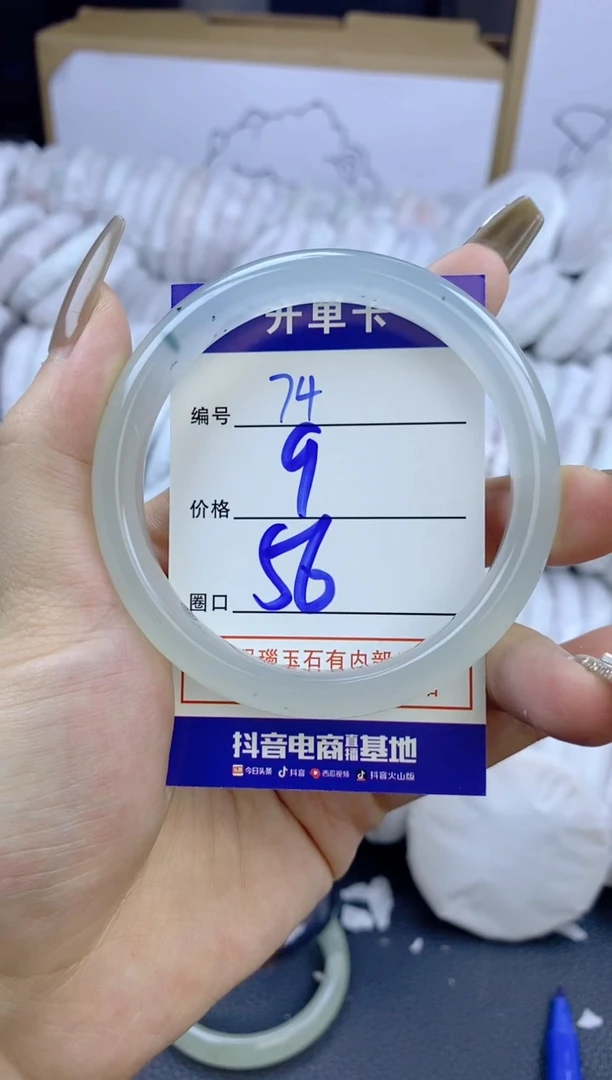 开单卡
编号 74
价格 9
圈口 56
玉石有内部
抖音电商直播基地
今日头条 抖音 西瓜视频 抖音火山版